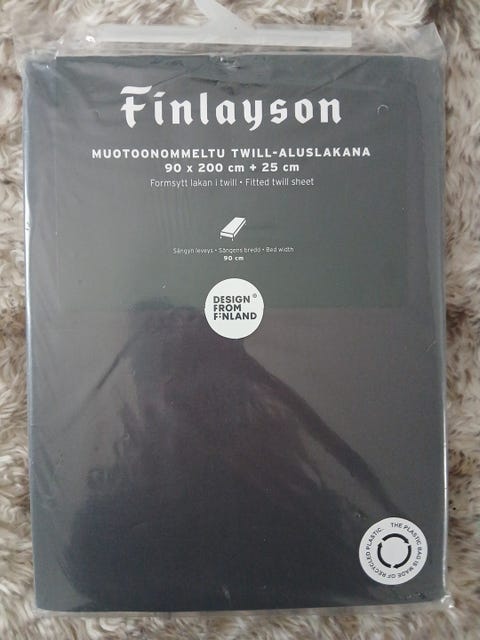 Finlayson
MUOTOONOMMELTU TWILL-ALUSLAKANA
90 x 200 cm + 25 cm
Formsytt lakan i twill • Fitted twill sheet
Sängyn leveys • Sängens bredd • Bed width
90 cm
DESIGN
FROM
FINLAND
THE PLASTIC BAG IS MADE OF RECYCLED PLASTIC.